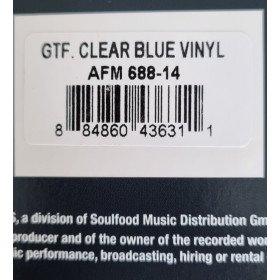 GTF. CLEAR BLUE VINYL
AFM 688-14
8 84860 43631 1
S, a division of Soulfood Music Distribution Gm
producer and of the owner of the recorded wor
ic performance, broadcasting, hiring or rental